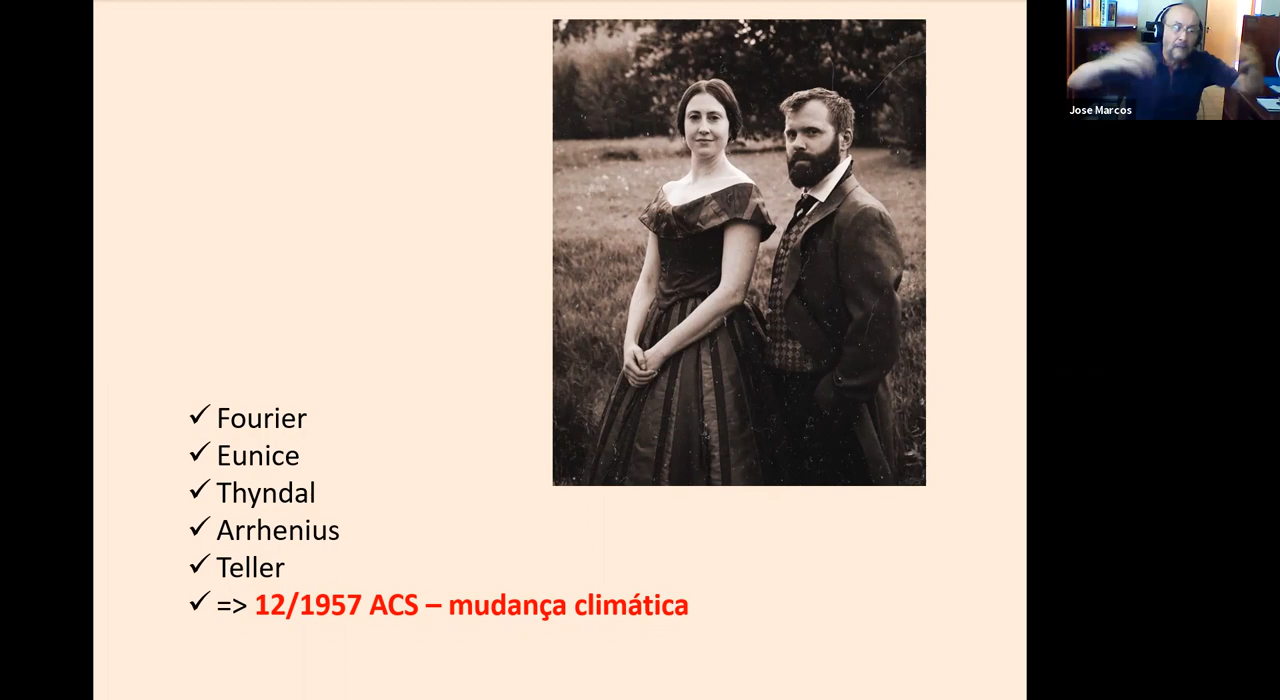 Jose Marcos
✓ Fourier
✓ Eunice
✓ Thyndal
✓ Arrhenius
✓ Teller
✓ => 12/1957 ACS – mudança climática